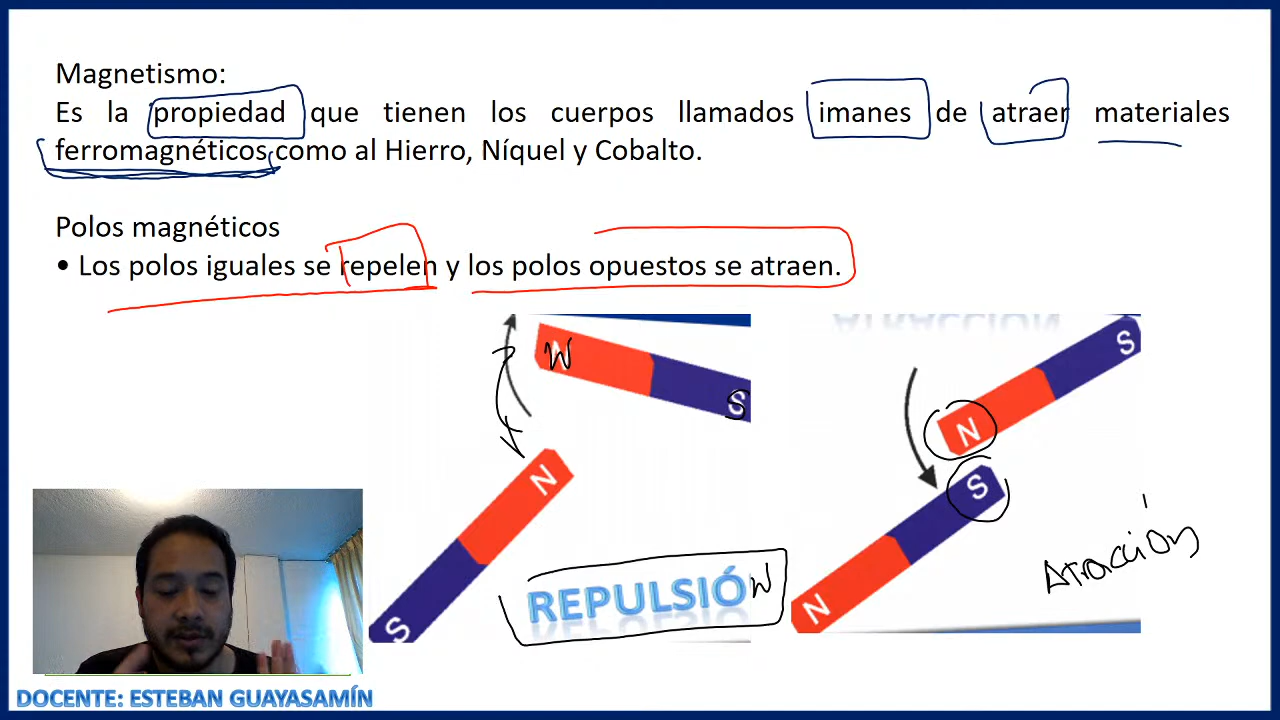 Magnetismo:
Es la propiedad que tienen los cuerpos llamados imanes de atraer materiales
ferromagnéticos como al Hierro, Níquel y Cobalto.
Polos magnéticos
• Los polos iguales se repelen y los polos opuestos se atraen.
ATRACCIÓN
N
S
N
S
REPULSIÓN
S
N
S
N
Atracción
DOCENTE: ESTEBAN GUAYASAMÍN